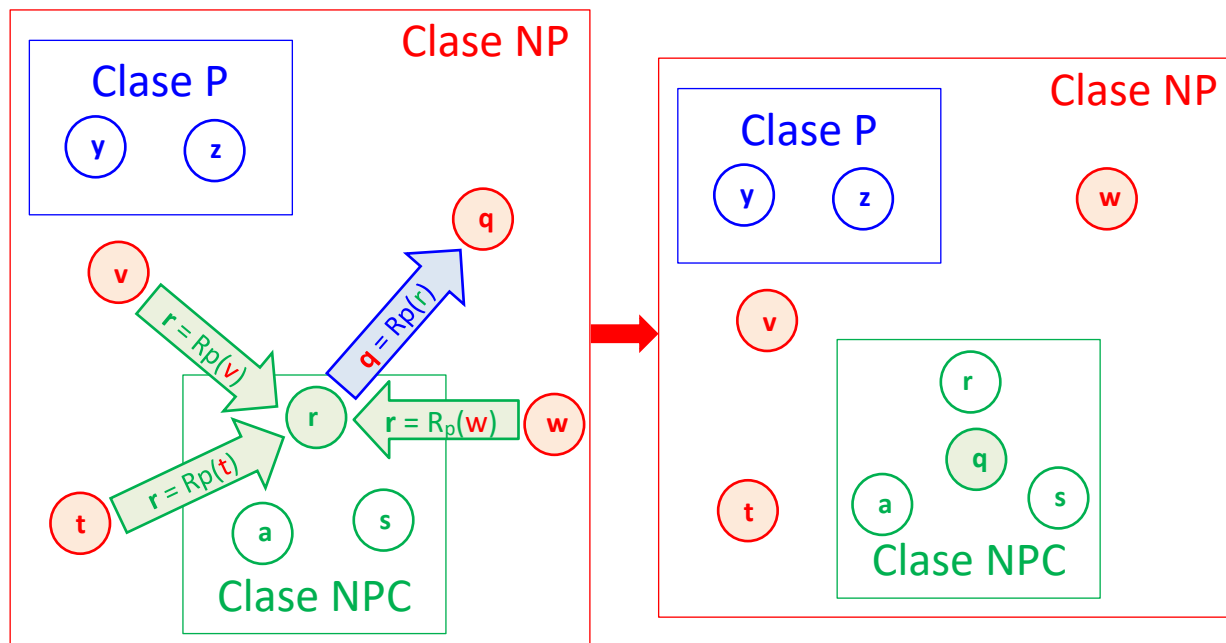 Clase NP
Clase P
y
z
q
v
r = Rp(v)
q = Rp(r)
r
r = Rp(w)
w
r = Rp(t)
t
a
s
Clase NPC
Clase NP
Clase P
y
z
w
v
r
q
a
s
t
Clase NPC